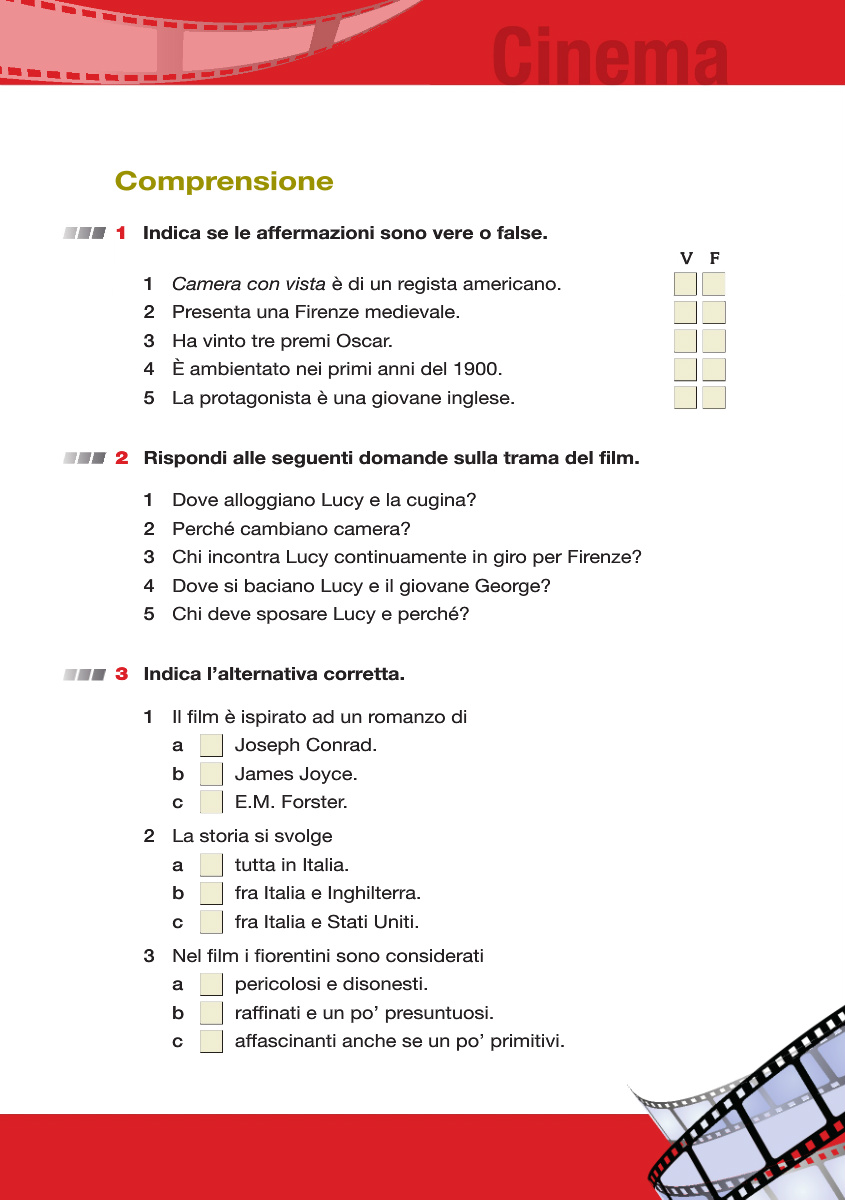 Cinema
Comprensione
1 Indica se le affermazioni sono vere o false.
V F
1 Camera con vista è di un regista americano.
2 Presenta una Firenze medievale.
3 Ha vinto tre premi Oscar.
4 È ambientato nei primi anni del 1900.
5 La protagonista è una giovane inglese.
2 Rispondi alle seguenti domande sulla trama del film.
1 Dove alloggiano Lucy e la cugina?
2 Perché cambiano camera?
3 Chi incontra Lucy continuamente in giro per Firenze?
4 Dove si baciano Lucy e il giovane George?
5 Chi deve sposare Lucy e perché?
3 Indica l’alternativa corretta.
1 Il film è ispirato ad un romanzo di
a Joseph Conrad.
b James Joyce.
c E.M. Forster.
2 La storia si svolge
a tutta in Italia.
b fra Italia e Inghilterra.
c fra Italia e Stati Uniti.
3 Nel film i fiorentini sono considerati
a pericolosi e disonesti.
b raffinati e un po’ presuntuosi.
c affascinanti anche se un po’ primitivi.